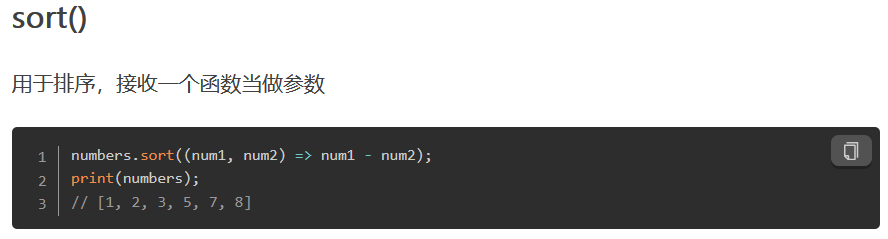 sort()
用于排序，接收一个函数当做参数
1 numbers.sort((num1, num2) => num1 - num2);
2 print(numbers);
3 // [1, 2, 3, 5, 7, 8]